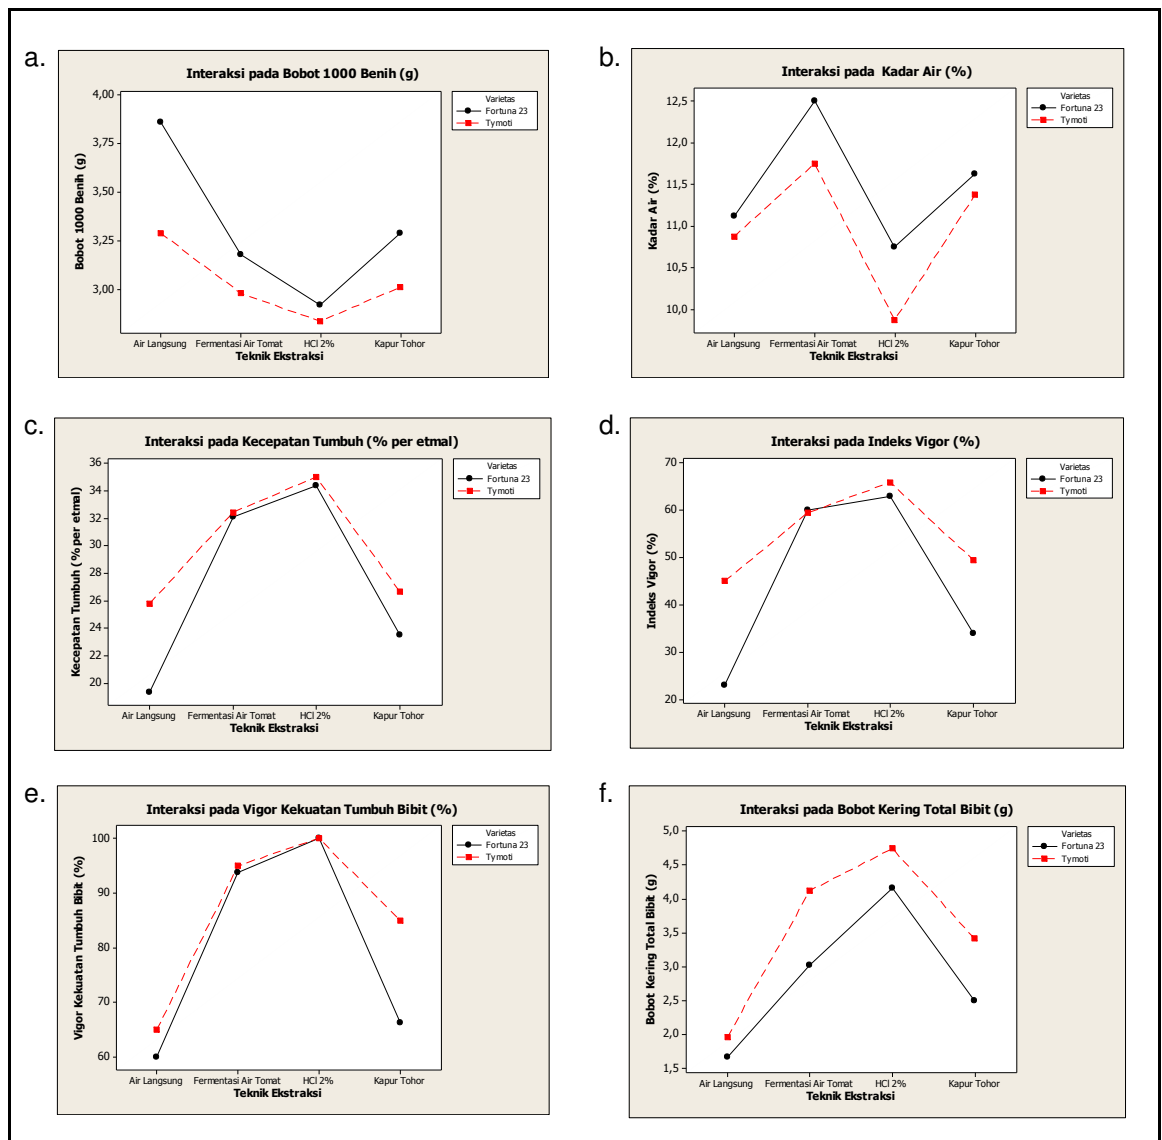 a.
Interaksi pada Bobot 1000 Benih (g)
4,00
3,75
3,50
3,25
3,00
Bobot 1000 Benih (g)
Air Langsung Fermentasi Air Tomat HCl 2% Kapur Tohor
Teknik Ekstraksi
Varietas
Fortuna 23
Tymoti
b.
Interaksi pada Kadar Air (%)
12,5
12,0
11,5
11,0
10,5
10,0
Kadar Air (%)
Air Langsung Fermentasi Air Tomat HCl 2% Kapur Tohor
Teknik Ekstraksi
Varietas
Fortuna 23
Tymoti
c.
Interaksi pada Kecepatan Tumbuh (% per etmal)
36
34
32
30
28
26
24
22
20
Kecepatan Tumbuh (% per etmal)
Air Langsung Fermentasi Air Tomat HCl 2% Kapur Tohor
Teknik Ekstraksi
Varietas
Fortuna 23
Tymoti
d.
Interaksi pada Indeks Vigor (%)
70
60
50
40
30
20
Indeks Vigor (%)
Air Langsung Fermentasi Air Tomat HCl 2% Kapur Tohor
Teknik Ekstraksi
Varietas
Fortuna 23
Tymoti
e.
Interaksi pada Vigor Kekuatan Tumbuh Bibit (%)
100
90
80
70
60
Vigor Kekuatan Tumbuh Bibit (%)
Air Langsung Fermentasi Air Tomat HCl 2% Kapur Tohor
Teknik Ekstraksi
Varietas
Fortuna 23
Tymoti
f.
Interaksi pada Bobot Kering Total Bibit (g)
5,0
4,5
4,0
3,5
3,0
2,5
2,0
1,5
Bobot Kering Total Bibit (g)
Air Langsung Fermentasi Air Tomat HCl 2% Kapur Tohor
Teknik Ekstraksi
Varietas
Fortuna 23
Tymoti